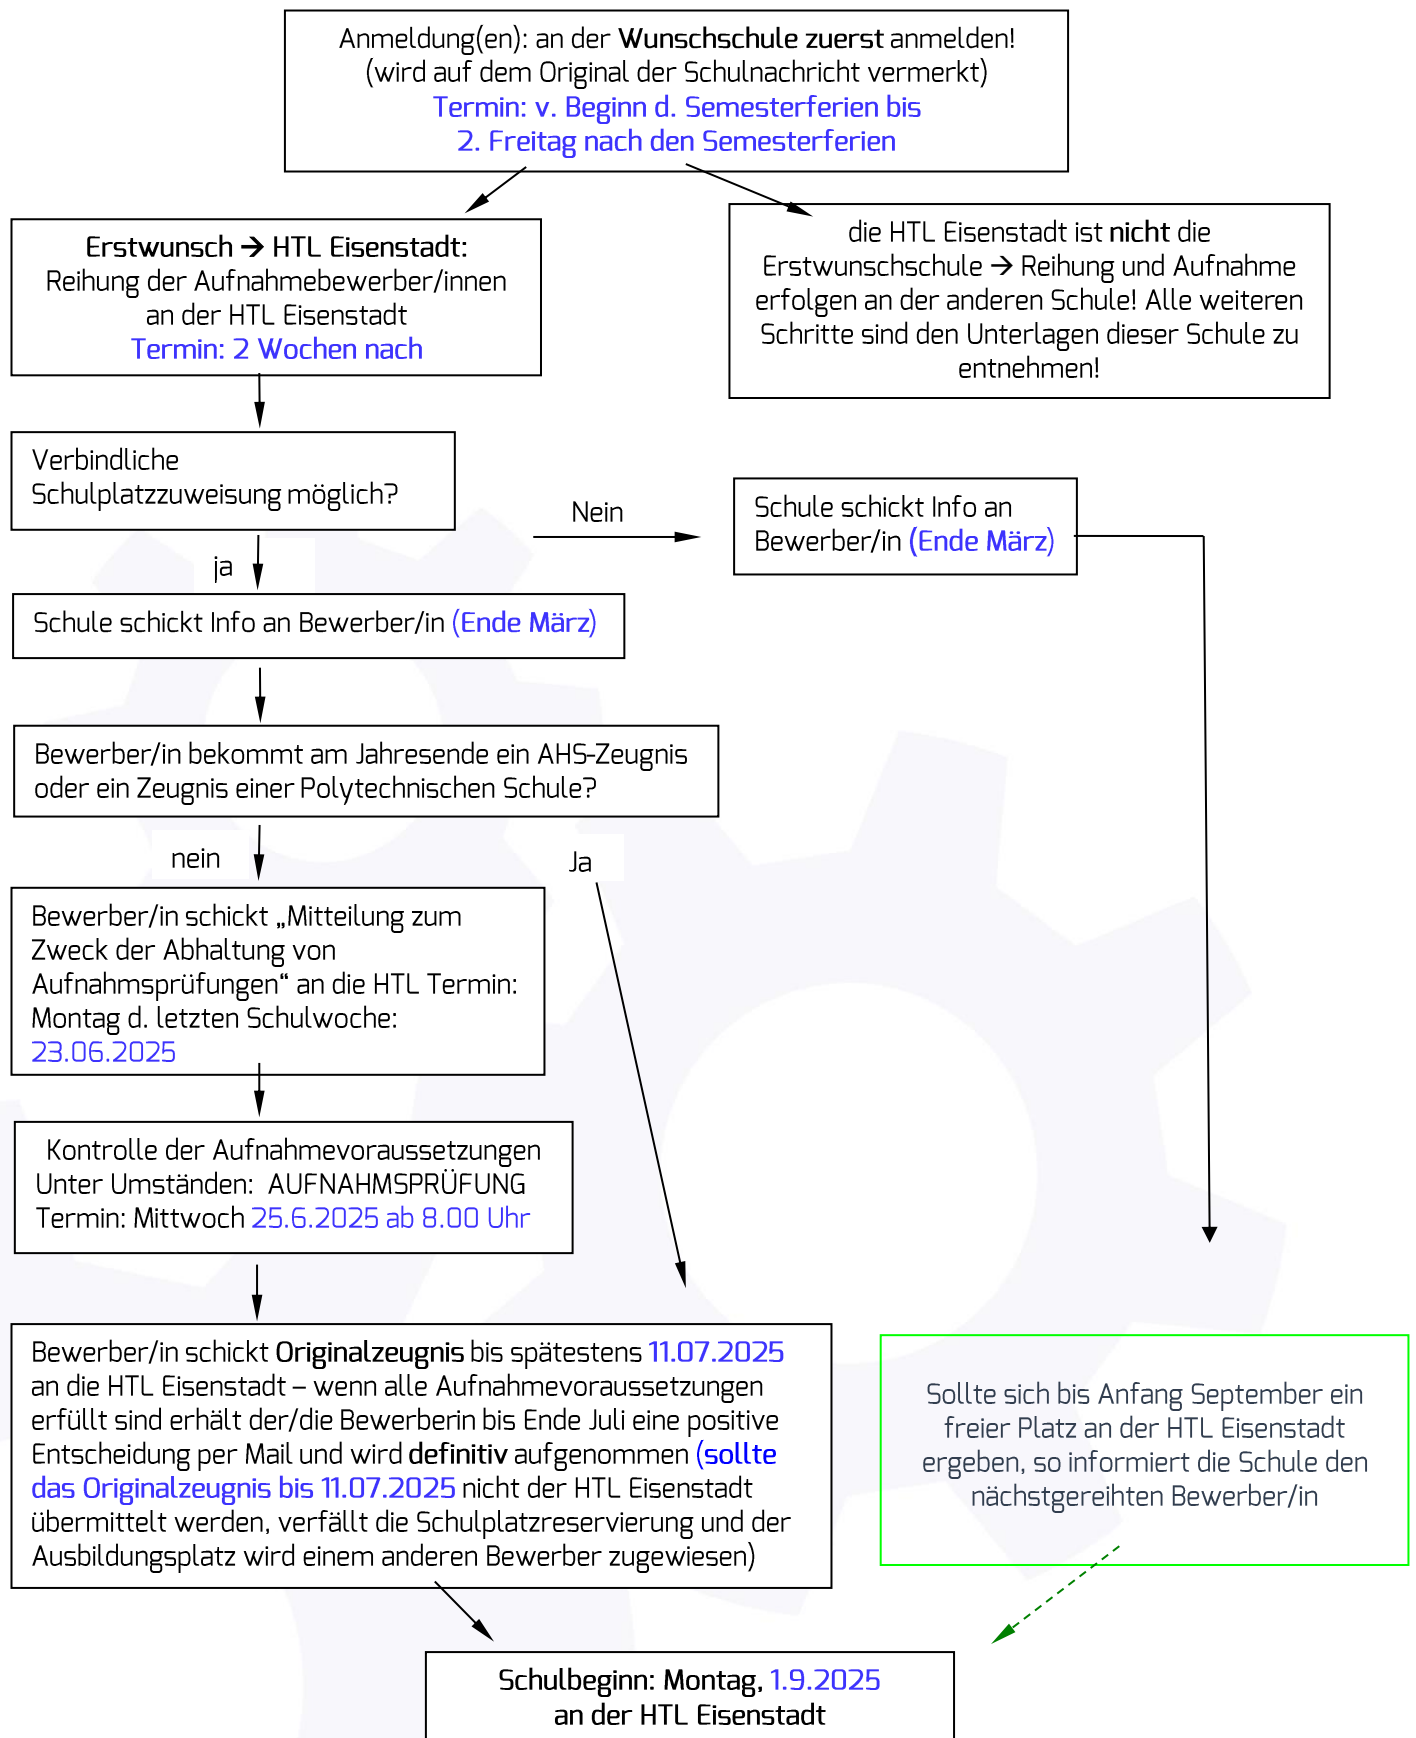 Anmeldung(en): an der Wunschschule zuerst anmelden!
(wird auf dem Original der Schulnachricht vermerkt)
Termin: v. Beginn d. Semesterferien bis
2. Freitag nach den Semesterferien
Erstwunsch → HTL Eisenstadt:
Reihung der Aufnahmebewerber/innen
an der HTL Eisenstadt
Termin: 2 Wochen nach
die HTL Eisenstadt ist nicht die
Erstwunschschule → Reihung und Aufnahme
erfolgen an der anderen Schule! Alle weiteren
Schritte sind den Unterlagen dieser Schule zu
entnehmen!
Verbindliche
Schulplatzzuweisung möglich?
Nein
Schule schickt Info an
Bewerber/in (Ende März)
ja
Schule schickt Info an Bewerber/in (Ende März)
Bewerber/in bekommt am Jahresende ein AHS-Zeugnis
oder ein Zeugnis einer Polytechnischen Schule?
nein
Ja
Bewerber/in schickt „Mitteilung zum
Zweck der Abhaltung von
Aufnahmsprüfungen“ an die HTL Termin:
Montag d. letzten Schulwoche:
23.06.2025
Kontrolle der Aufnahmevoraussetzungen
Unter Umständen: AUFNAHMSPRÜFUNG
Termin: Mittwoch 25.6.2025 ab 8.00 Uhr
Bewerber/in schickt Originalzeugnis bis spätestens 11.07.2025
an die HTL Eisenstadt – wenn alle Aufnahmevoraussetzungen
erfüllt sind erhält der/die Bewerberin bis Ende Juli eine positive
Entscheidung per Mail und wird definitiv aufgenommen (sollte
das Originalzeugnis bis 11.07.2025 nicht der HTL Eisenstadt
übermittelt werden, verfällt die Schulplatzreservierung und der
Ausbildungsplatz wird einem anderen Bewerber zugewiesen)
Sollte sich bis Anfang September ein
freier Platz an der HTL Eisenstadt
ergeben, so informiert die Schule den
nächstgereihten Bewerber/in
Schulbeginn: Montag, 1.9.2025
an der HTL Eisenstadt